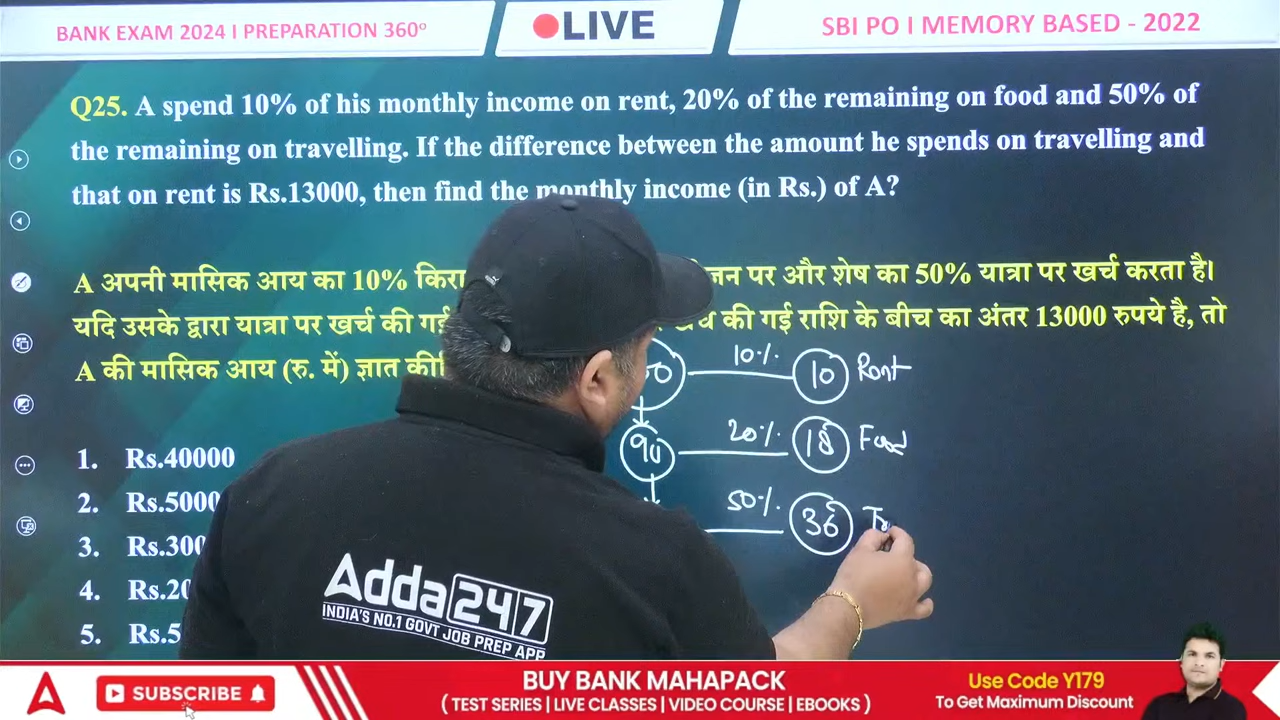 BANK EXAM 2024 I PREPARATION 360°
LIVE
SBI PO I MEMORY BASED - 2022
Q25. A spend 10% of his monthly income on rent, 20% of the remaining on food and 50% of
the remaining on travelling. If the difference between the amount he spends on travelling and
that on rent is Rs.13000, then find the monthly income (in Rs.) of A?
A अपनी मासिक आय का 10% पर और शेष का 50% यात्रा पर खर्च करता है।
यदि उसके द्वारा यात्रा पर खर्च की की गई राशि के बीच का अंतर 13000 रुपये है, तो
A की मासिक आय (रु. में) ज्ञात
10%. 10 Rent
90 20%. 18 Food
50%. 36
1. Rs.40000
2.
3.
4.
5.
Adda 247
INDIA'S NO.1 GOVT JOB PREP APP
SUBSCRIBE
BUY BANK MAHAPACK
( TEST SERIES | LIVE CLASSES | VIDEO COURSE | EBOOKS )
Use Code Y179
To Get Maximum Discount